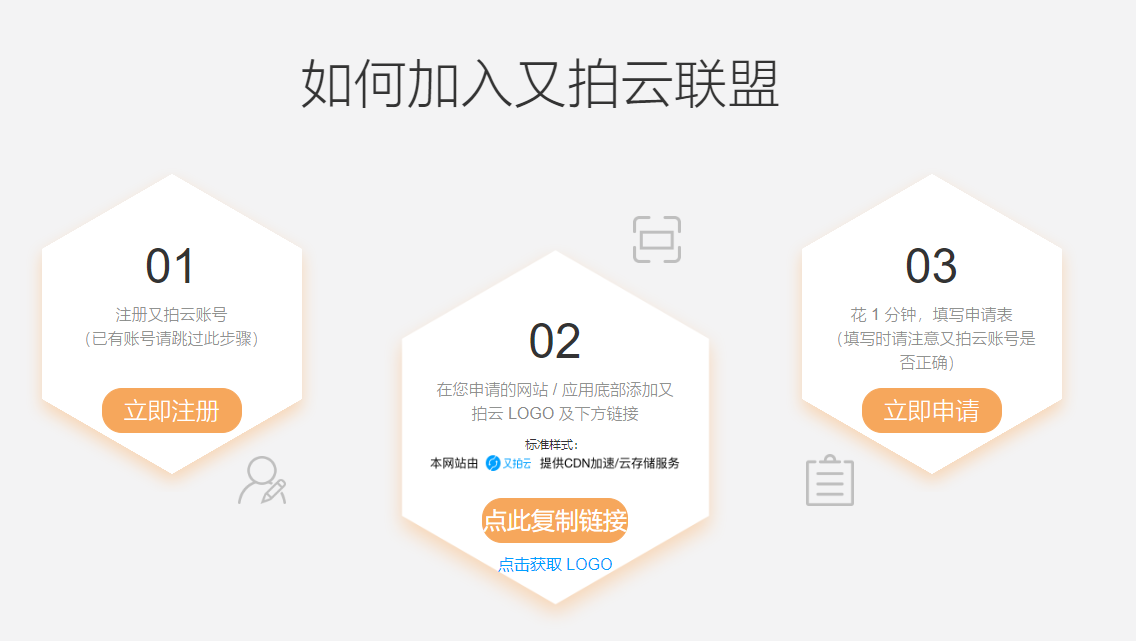 如何加入又拍云联盟
01
注册又拍云账号
（已有账号请跳过此步骤）
立即注册
02
在您申请的网站 / 应用底部添加又
拍云 LOGO 及下方链接
标准样式：
本网站由 又拍云 提供CDN加速/云存储服务
点此复制链接
点击获取 LOGO
03
花 1 分钟，填写申请表
（填写时请注意又拍云账号是
否正确）
立即申请